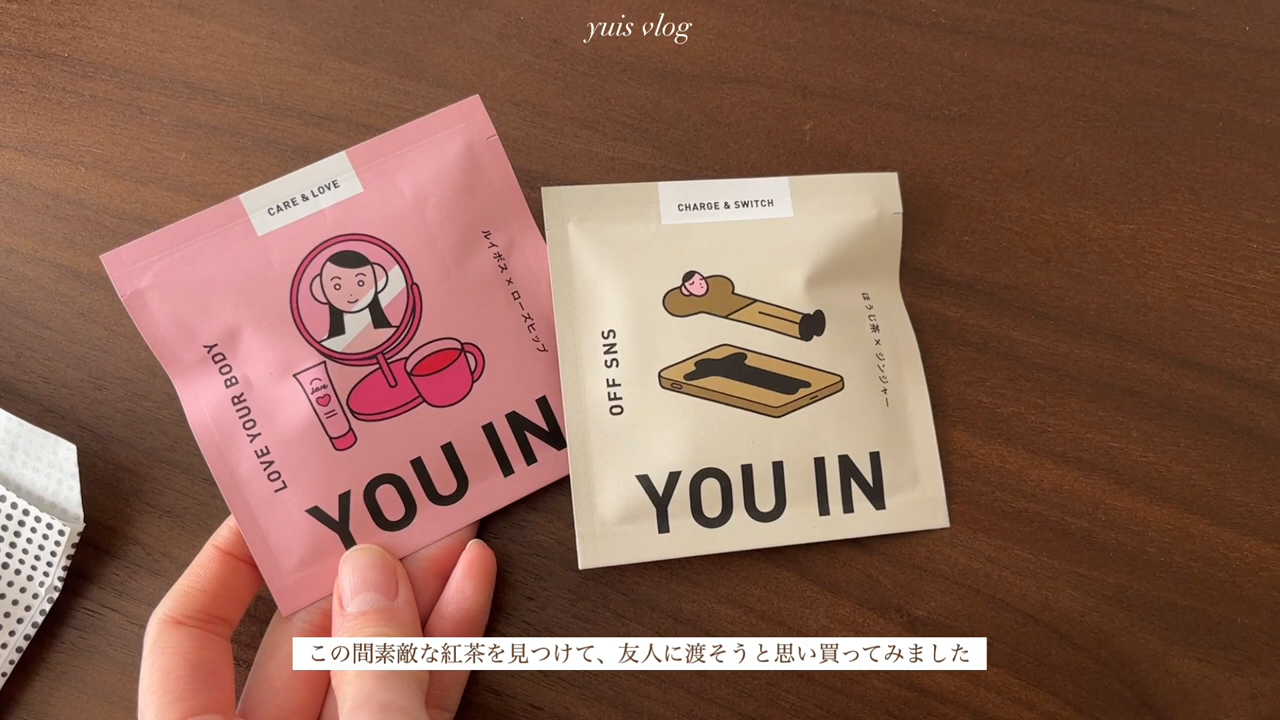 yuis vlog
CARE & LOVE
ルイボス × ローズヒップ
LOVE YOUR BODY
love
YOU IN
CHARGE & SWITCH
ほうじ茶 × ジンジャー
OFF SNS
YOU IN
この間素敵な紅茶を見つけて、友人に渡そうと思い買ってみました